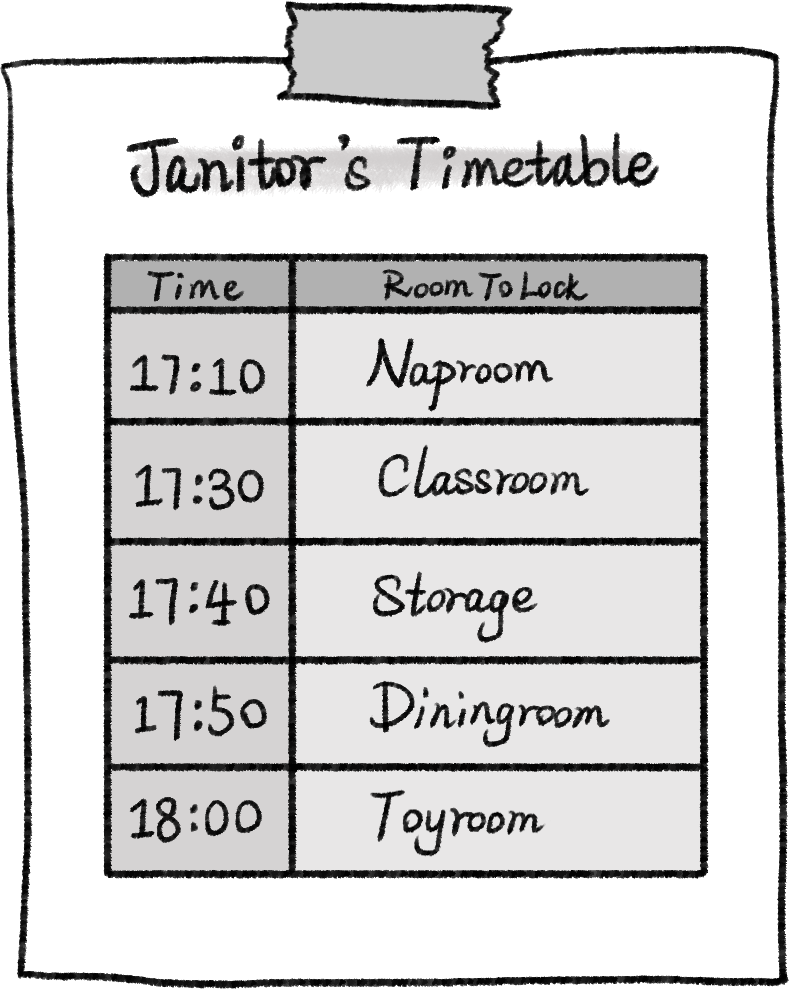 Janitor's Timetable
Time Room To Lock
17:10 Naproom
17:30 Classroom
17:40 Storage
17:50 Diningroom
18:00 Toyroom